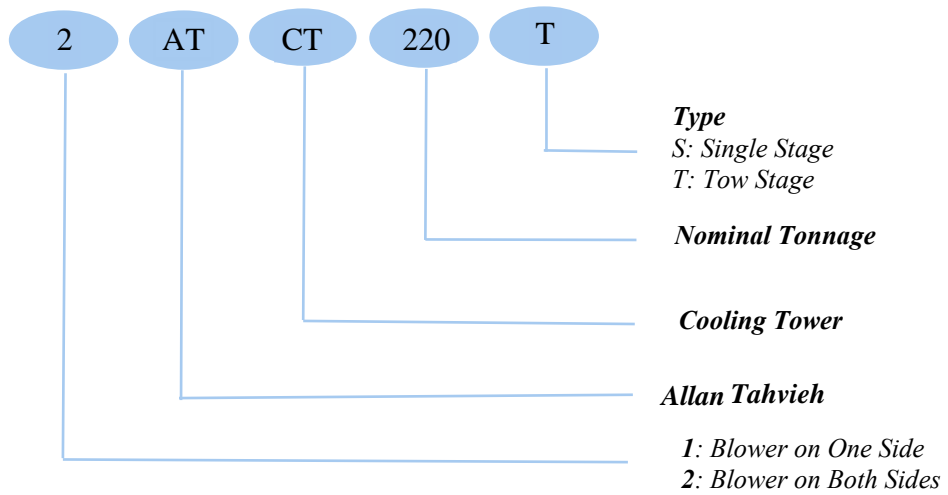 2 AT CT 220 T
Type
S: Single Stage
T: Tow Stage
Nominal Tonnage
Cooling Tower
Allan Tahvieh
1: Blower on One Side
2: Blower on Both Sides